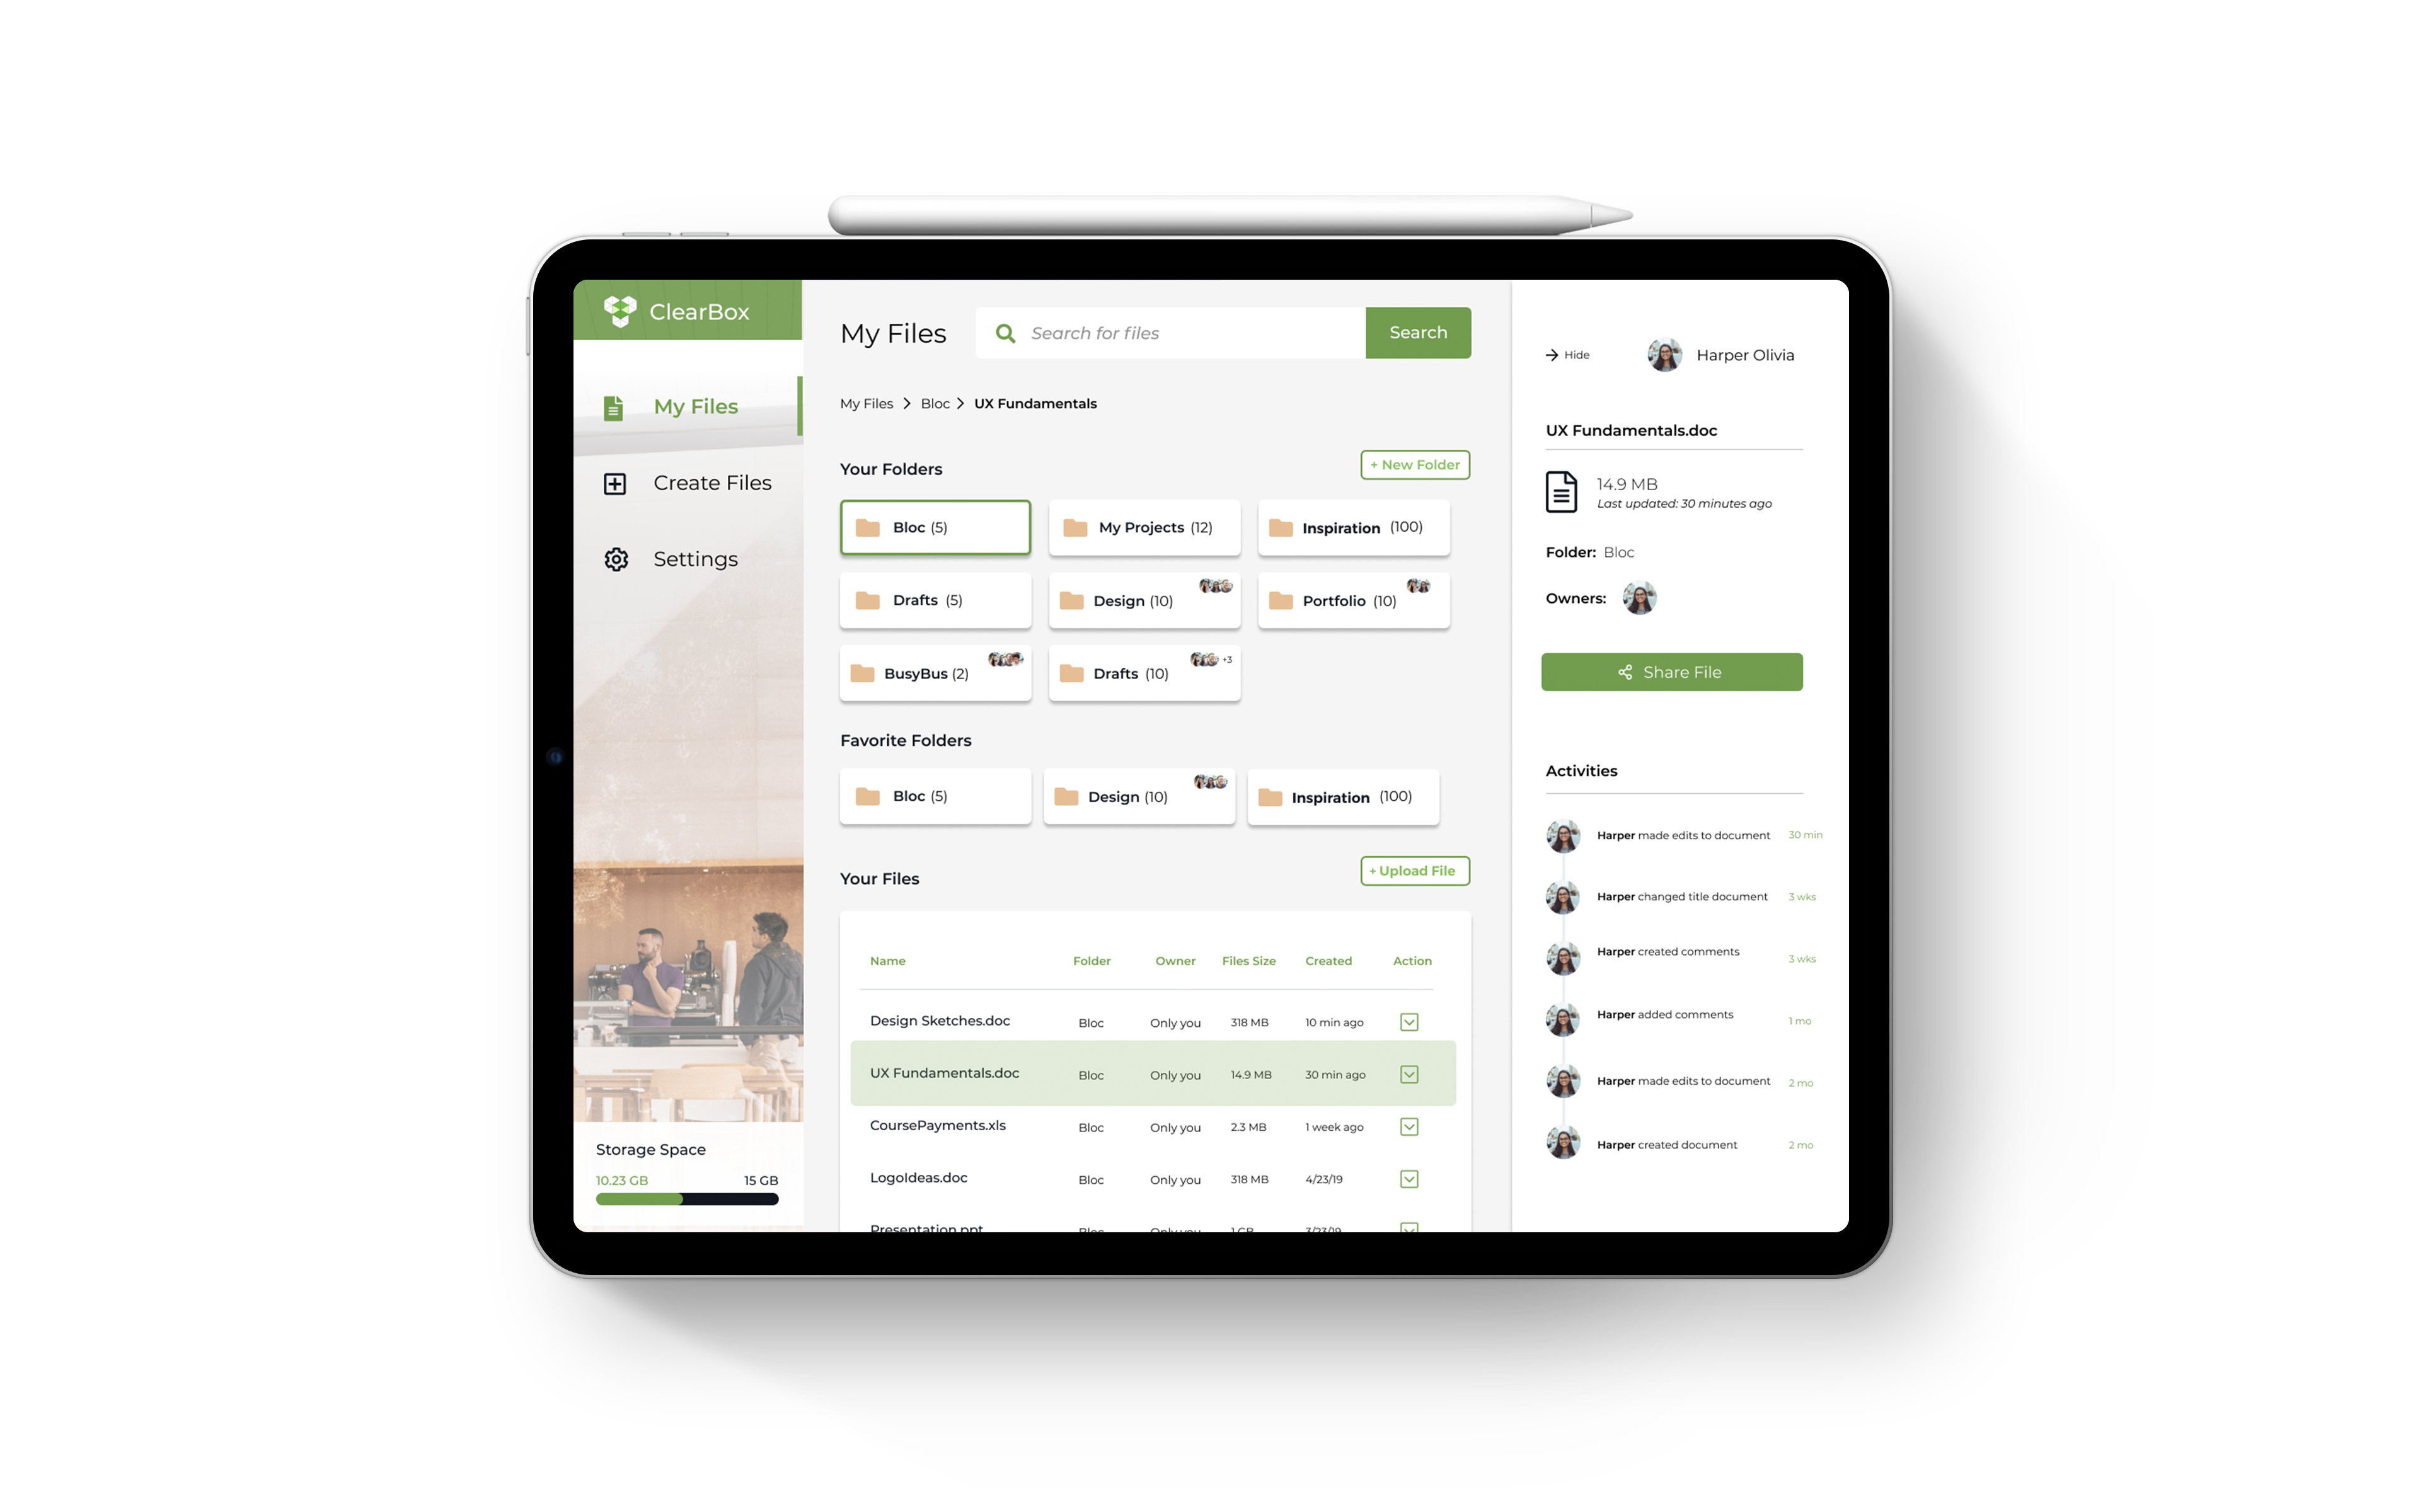 ClearBox
My Files
Create Files
Settings
Storage Space
10.23 GB 15 GB
My Files
Search for files
Search
My Files > Bloc > UX Fundamentals
Your Folders
+ New Folder
Bloc (5)
My Projects (12)
Inspiration (100)
Drafts (5)
Design (10)
Portfolio (10)
BusyBus (2)
Drafts (10)
+3
Favorite Folders
Bloc (5)
Design (10)
Inspiration (100)
Your Files
+ Upload File
Name Folder Owner Files Size Created Action
Design Sketches.doc Bloc Only you 318 MB 10 min ago
UX Fundamentals.doc Bloc Only you 14.9 MB 30 min ago
CoursePayments.xls Bloc Only you 2.3 MB 1 week ago
LogoIdeas.doc Bloc Only you 318 MB 4/23/19
Presentation.ppt Bloc Only you 1 GB 3/23/19
Hide
Harper Olivia
UX Fundamentals.doc
14.9 MB
Last updated: 30 minutes ago
Folder: Bloc
Owners:
Share File
Activities
Harper made edits to document 30 min
Harper changed title document 3 wks
Harper created comments 3 wks
Harper added comments 1 mo
Harper made edits to document 2 mo
Harper created document 2 mo